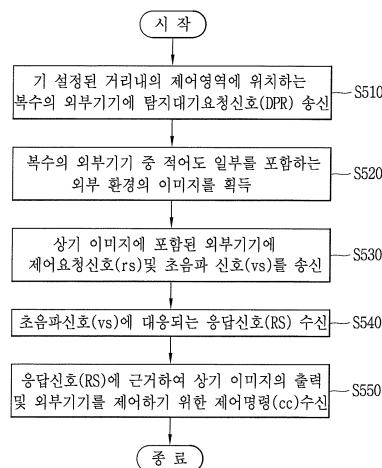 시 작
기 설정된 거리내의 제어영역에 위치하는
복수의 외부기기에 탐지대기요청신호(DPR) 송신
S510
복수의 외부기기 중 적어도 일부를 포함하는
외부 환경의 이미지를 획득
S520
상기 이미지에 포함된 외부기기에
제어요청신호(rs)및 초음파 신호(vs)를 송신
S530
초음파신호(vs)에 대응되는 응답신호(RS) 수신
S540
응답신호(RS)에 근거하여 상기 이미지의 출력
및 외부기기를 제어하기 위한 제어명령(cc)수신
S550
종 료